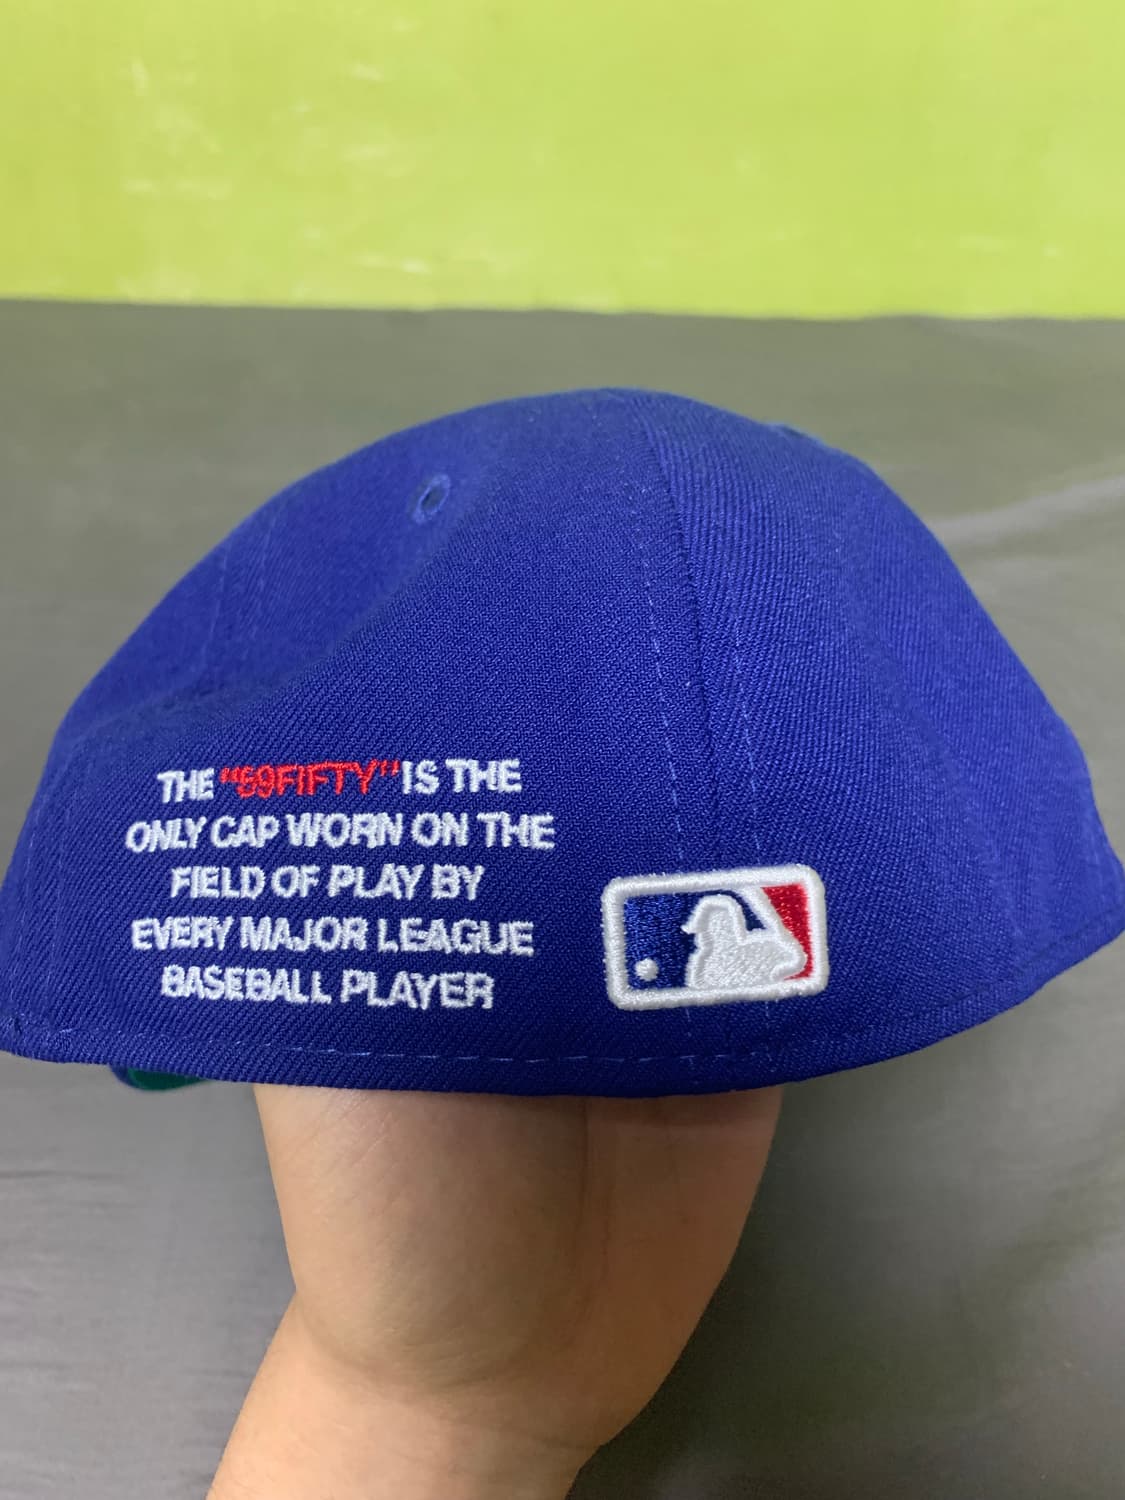 THE "59FIFTY" IS THE
ONLY CAP WORN ON THE
FIELD OF PLAY BY
EVERY MAJOR LEAGUE
BASEBALL PLAYER